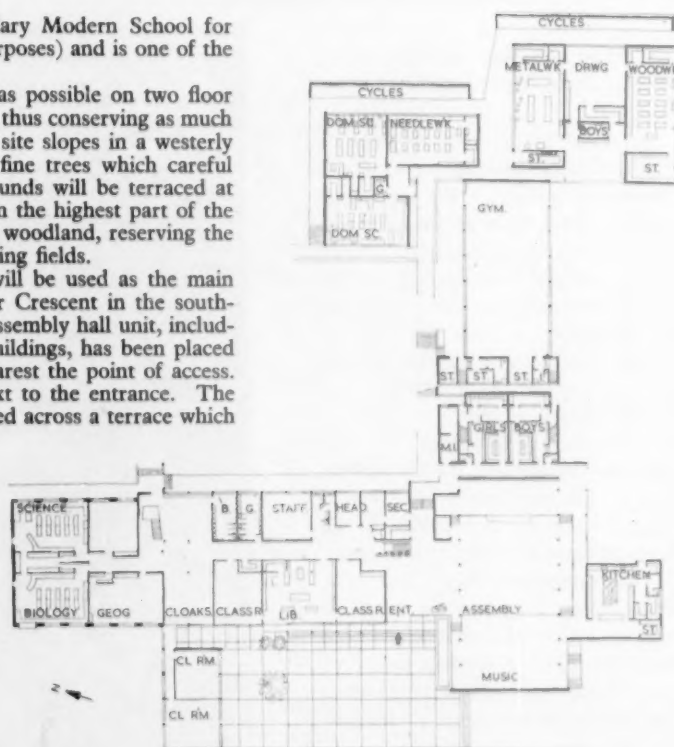 ary Modern School for
rposes) and is one of the
as possible on two floor
thus conserving as much
site slopes in a westerly
fine trees which careful
unds will be terraced at
n the highest part of the
woodland, reserving the
ing fields.
vill be used as the main
r Crescent in the south-
ssembly hall unit, includ-
uildings, has been placed
earest the point of access.
xt to the entrance. The
ed across a terrace which
CYCLES
METALWK DRWG WOODW
BOYS
ST. ST.
CYCLES
DOM SC. NEEDLEWK.
G.
DOM SC.
GYM.
ST. ST. ST.
M.I. GIRLS BOYS
SCIENCE B. G. STAFF HEAD SEC.
KITCHEN
BIOLOGY GEOG CLOAKS CLASS R. LIB. CLASS R. ENT. ASSEMBLY
ST.
CL RM.
MUSIC
CL RM.
N